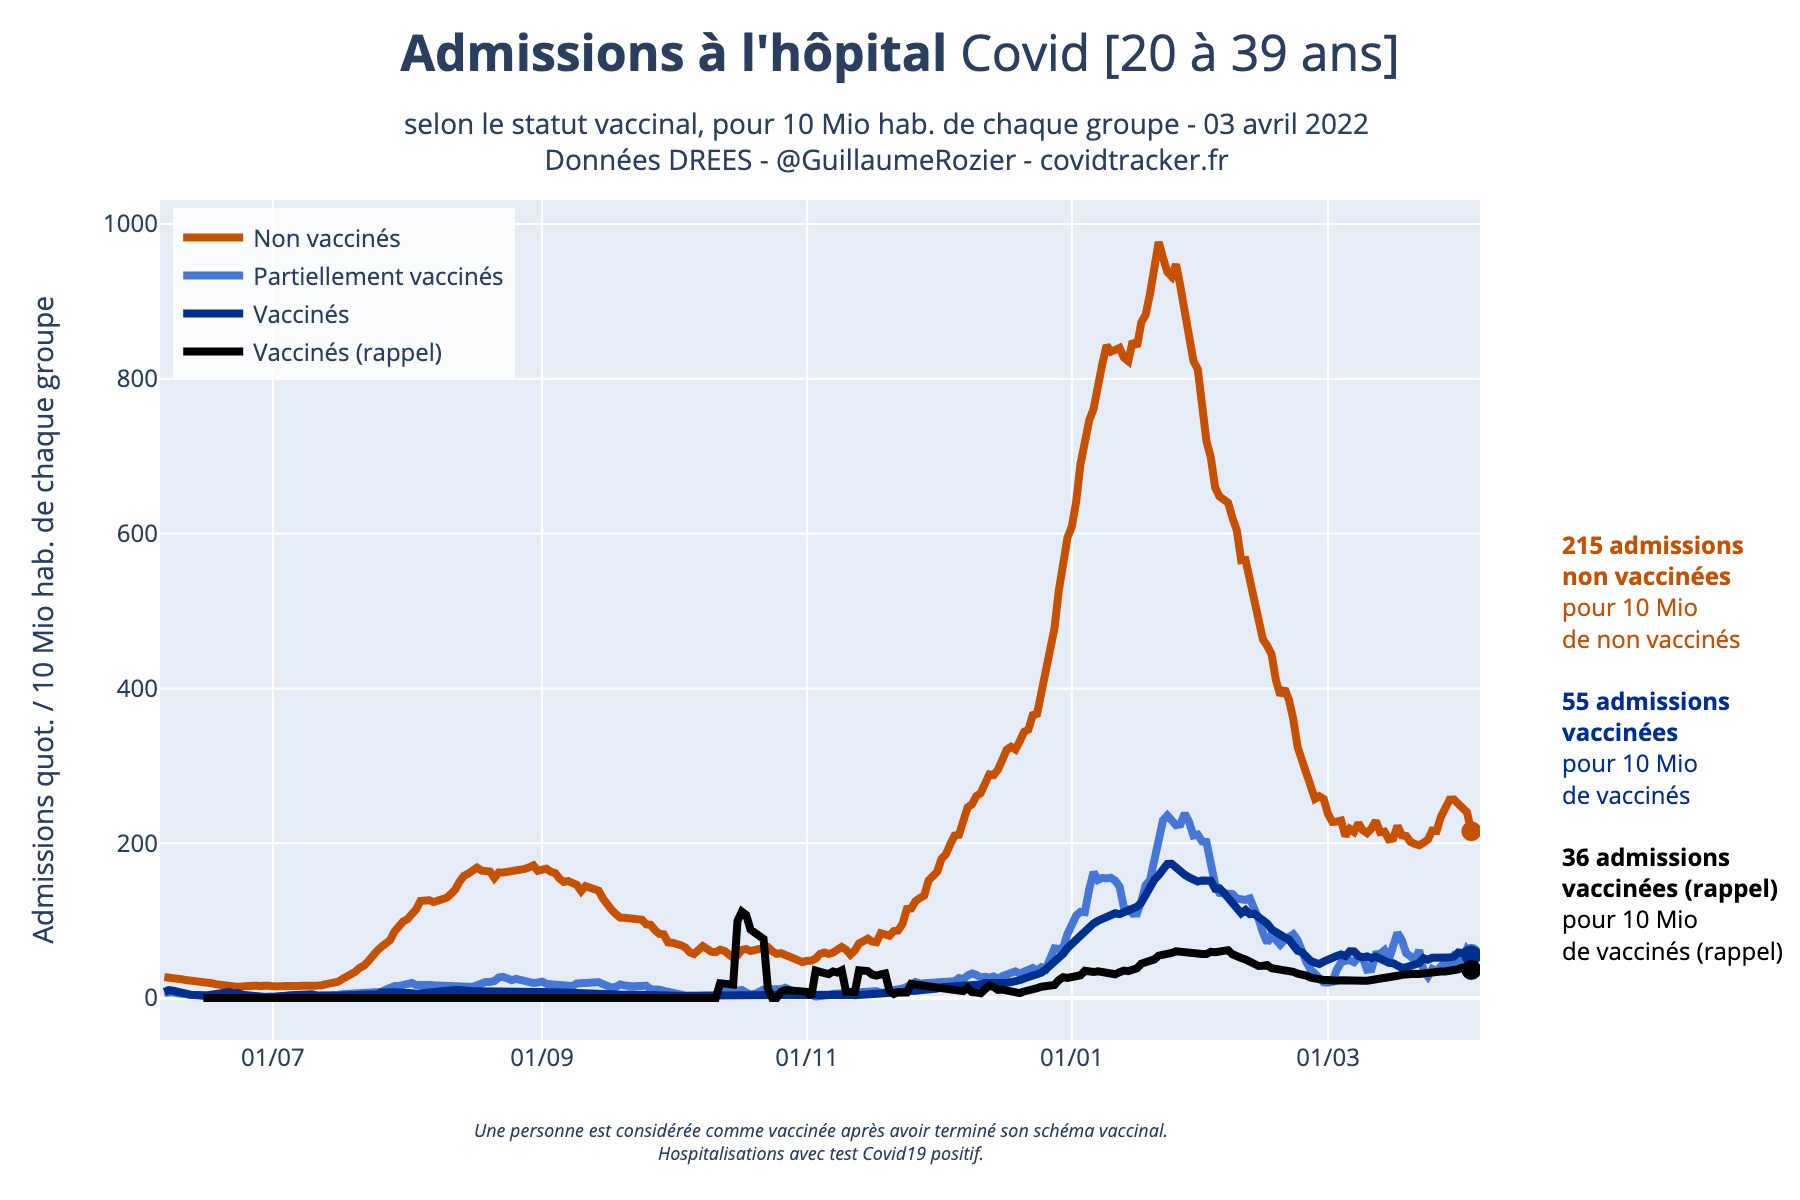 Admissions à l'hôpital Covid [20 à 39 ans]
selon le statut vaccinal, pour 10 Mio hab. de chaque groupe - 03 avril 2022
Données DREES - @GuillaumeRozier - covidtracker.fr
Admissions quot. / 10 Mio hab. de chaque groupe
1000
800
600
400
200
0
Non vaccinés
Partiellement vaccinés
Vaccinés
Vaccinés (rappel)
01/07
01/09
01/11
01/01
01/03
215 admissions
non vaccinées
pour 10 Mio
de non vaccinés
55 admissions
vaccinées
pour 10 Mio
de vaccinés
36 admissions
vaccinées (rappel)
pour 10 Mio
de vaccinés (rappel)
Une personne est considérée comme vaccinée après avoir terminé son schéma vaccinal.
Hospitalisations avec test Covid19 positif.